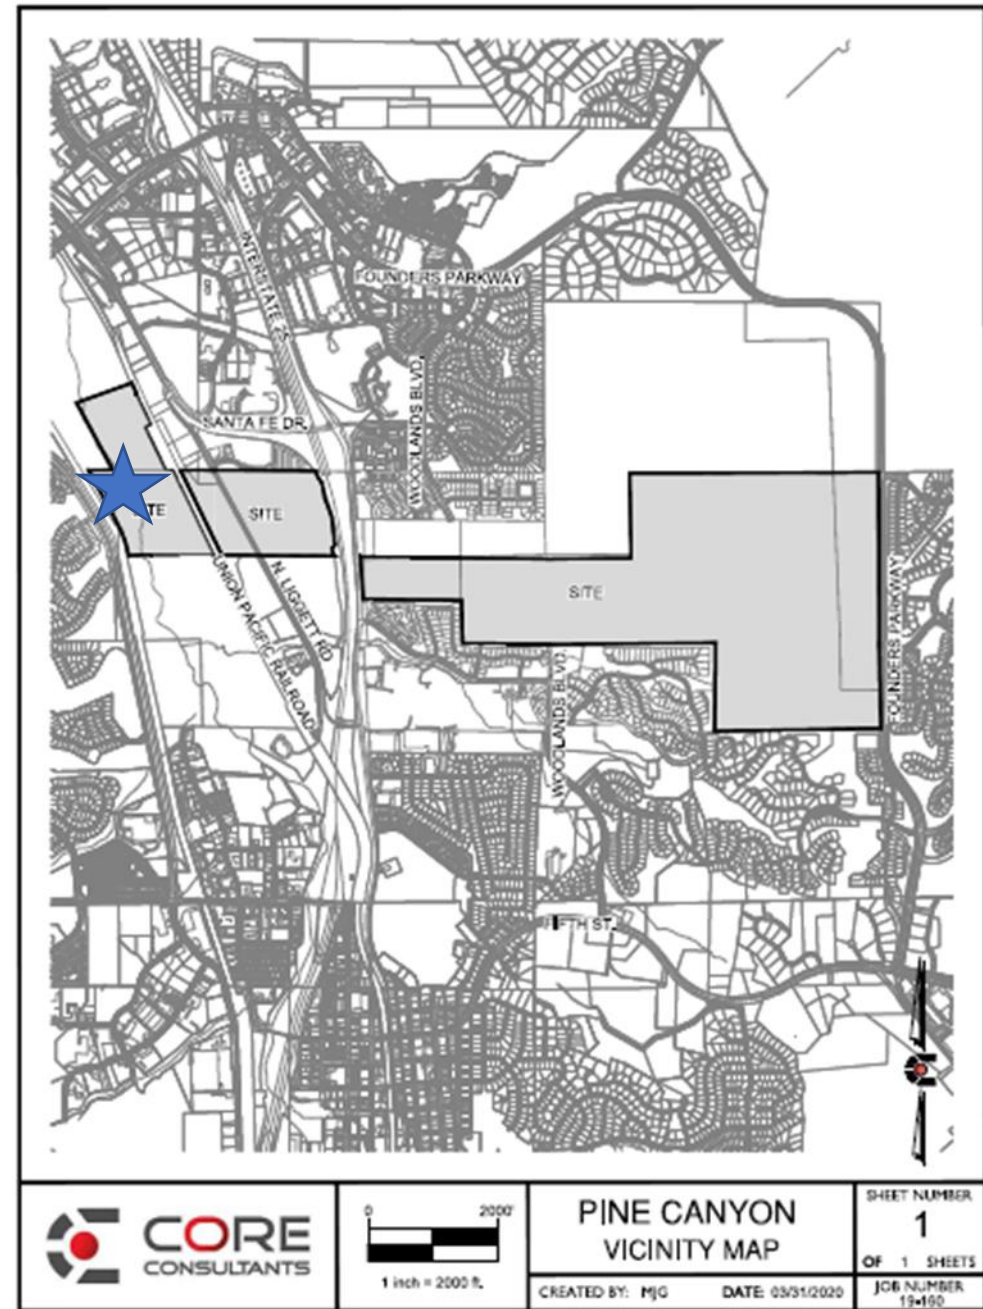 FOUNDERS PARKWAY
INTERSTATE 25
WOODLANDS BLVD.
SANTA FE DR.
SITE
SITE
UNION PACIFIC RAILROAD
N. LIGGETT RD
SITE
FOUNDERS PARKWAY
WOODLANDS BLVD.
FIFTH ST.
CORE
CONSULTANTS
0 2000'
1 inch = 2000 ft.
PINE CANYON
VICINITY MAP
CREATED BY: MJG DATE: 03/31/2020
SHEET NUMBER
1
OF 1 SHEETS
JOB NUMBER
19-160